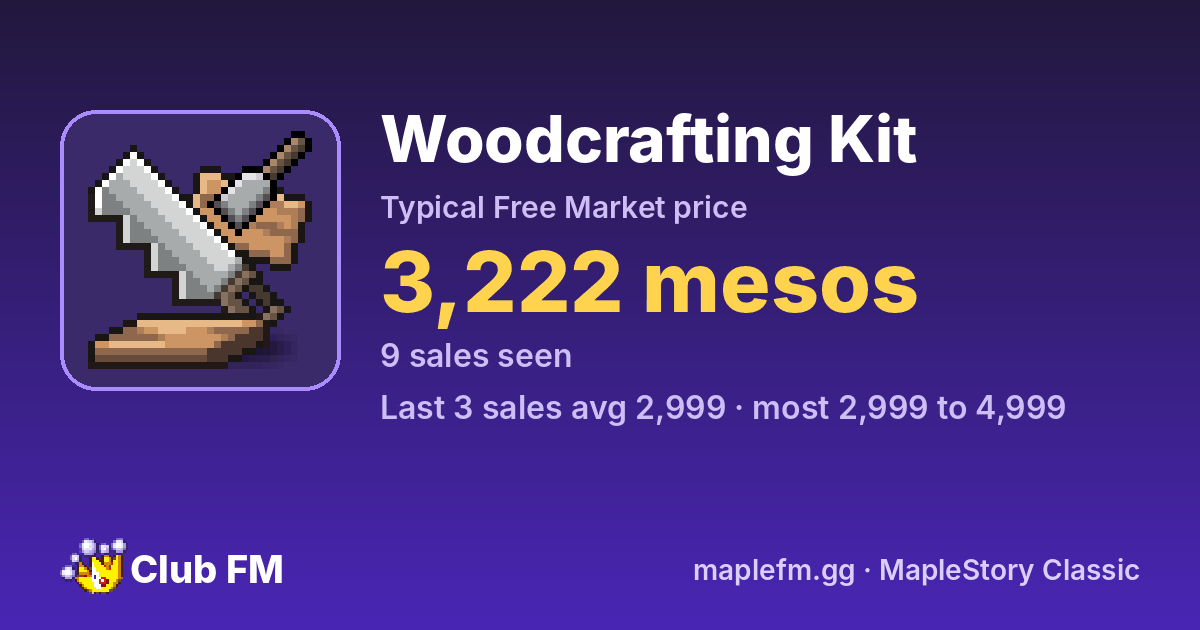 Woodcrafting Kit
Typical Free Market price
3,222 mesos
9 sales seen
Last 3 sales avg 2,999 · most 2,999 to 4,999
Club FM
maplefm.gg · MapleStory Classic